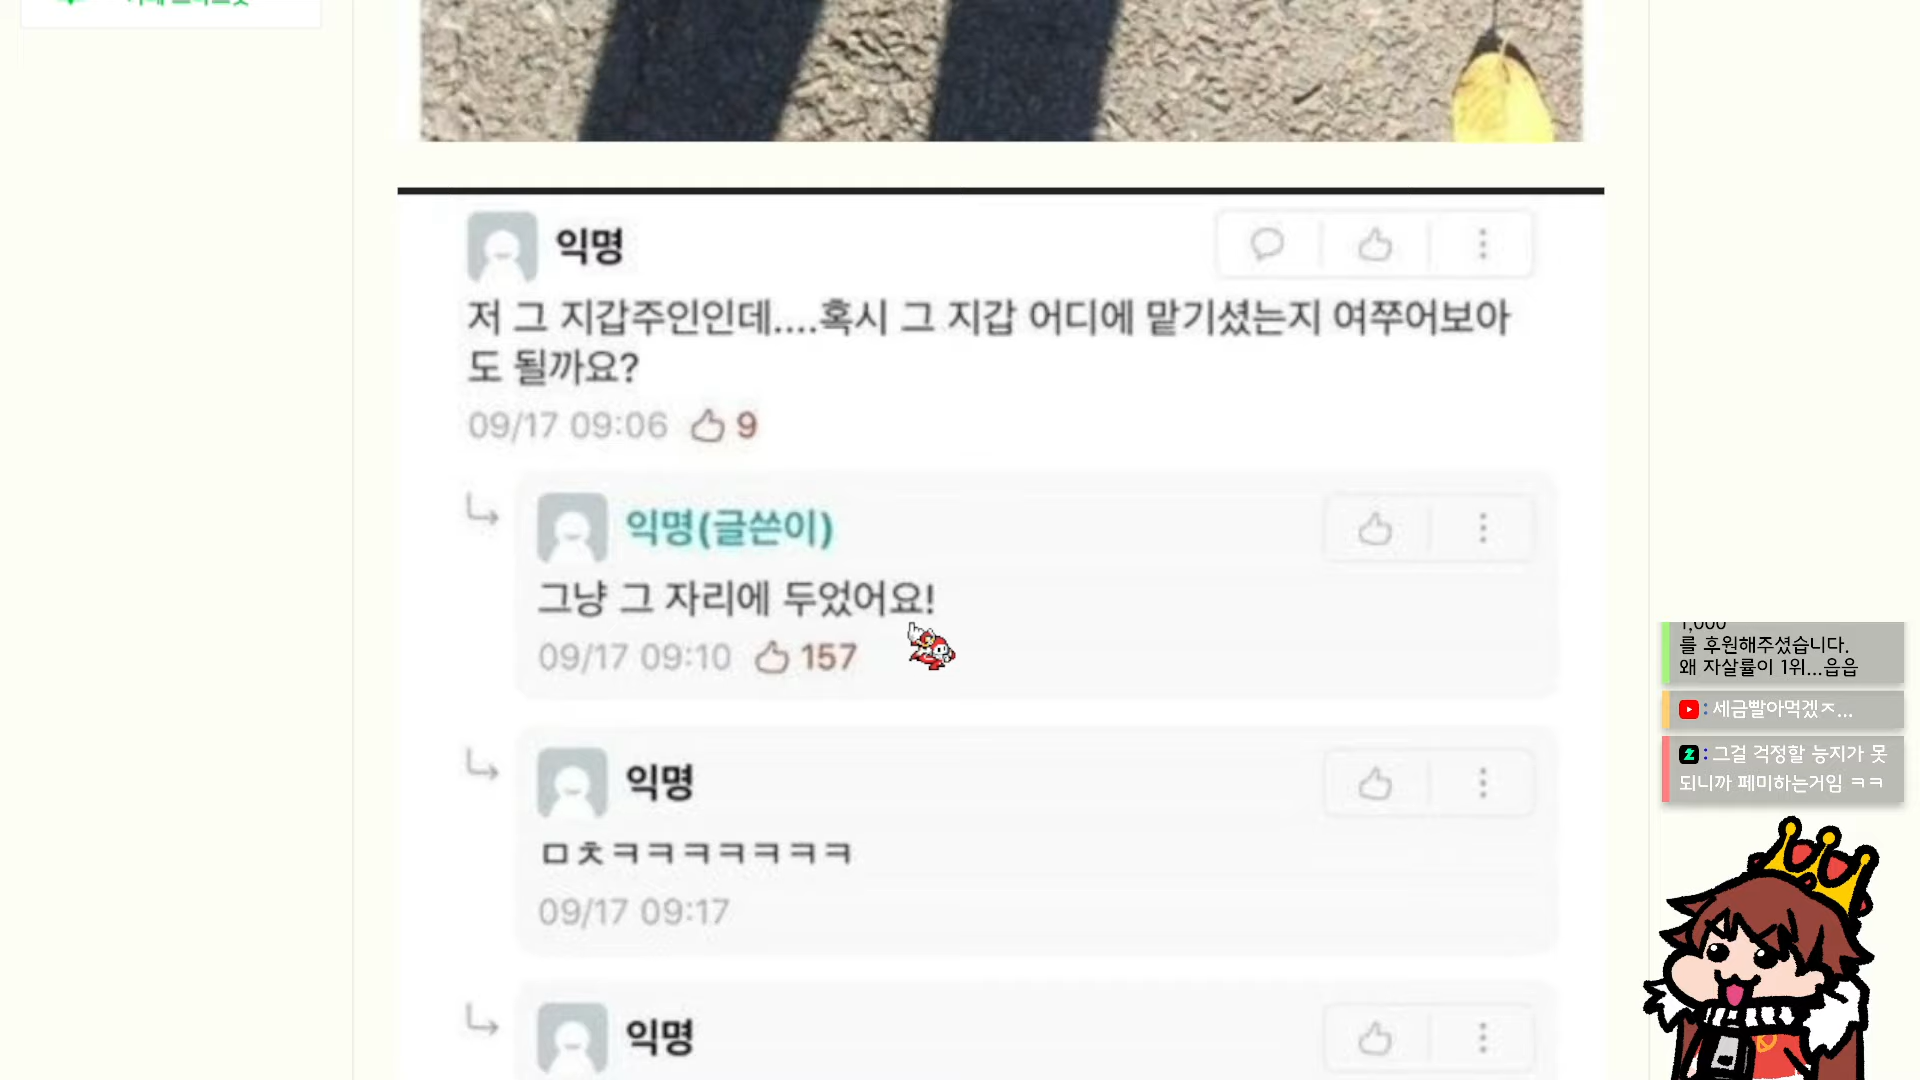 익명
저 그 지갑주인인데....혹시 그 지갑 어디에 맡기셨는지 여쭈어보아
도 될까요?
09/17 09:06 9
익명(글쓴이)
그냥 그 자리에 두었어요!
09/17 09:10 157
익명
ㅁㅊㅋㅋㅋㅋㅋㅋㅋ
09/17 09:17
익명
1,000
를 후원해주셨습니다.
왜 자살률이 1위...읍읍
: 세금빨아먹겠ㅈ...
: 그걸 걱정할 능지가 못
되니까 페미하는거임 ㅋㅋ